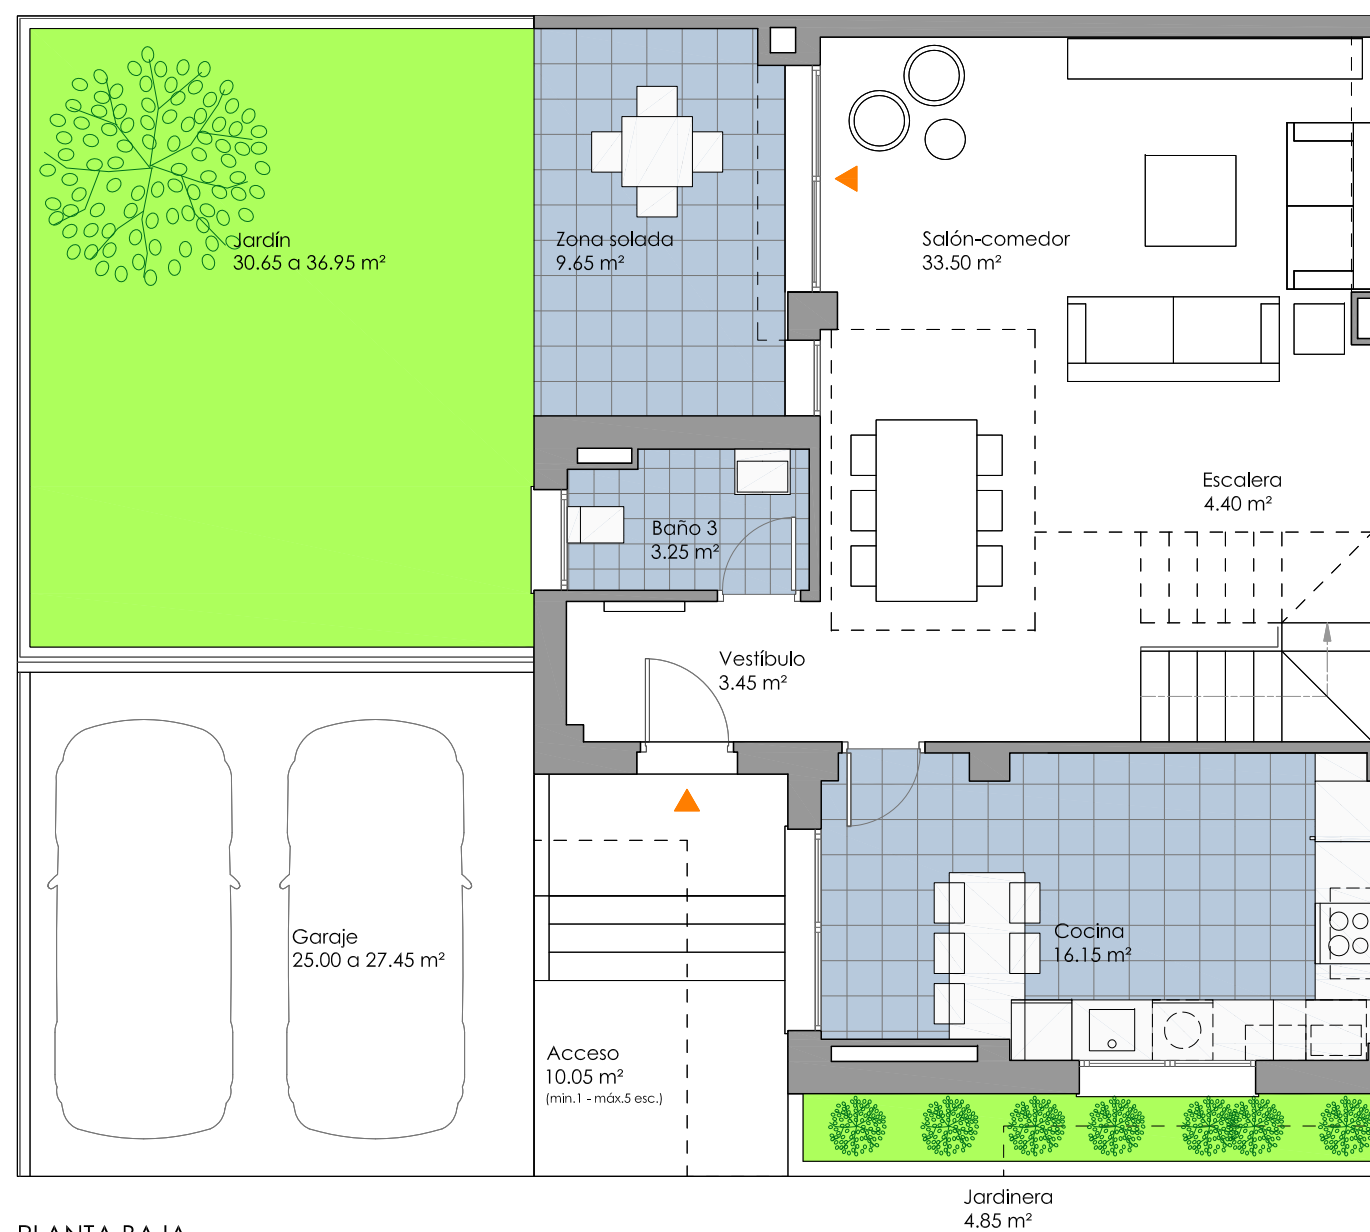 Jardín
30.65 a 36.95 m²
Zona solada
9.65 m²
Salón-comedor
33.50 m²
Escalera
4.40 m²
Baño 3
3.25 m²
Vestíbulo
3.45 m²
Garaje
25.00 a 27.45 m²
Cocina
16.15 m²
Acceso
10.05 m²
(min.1 - máx.5 esc.)
Jardinera
4.85 m²
PLANTA BAJA